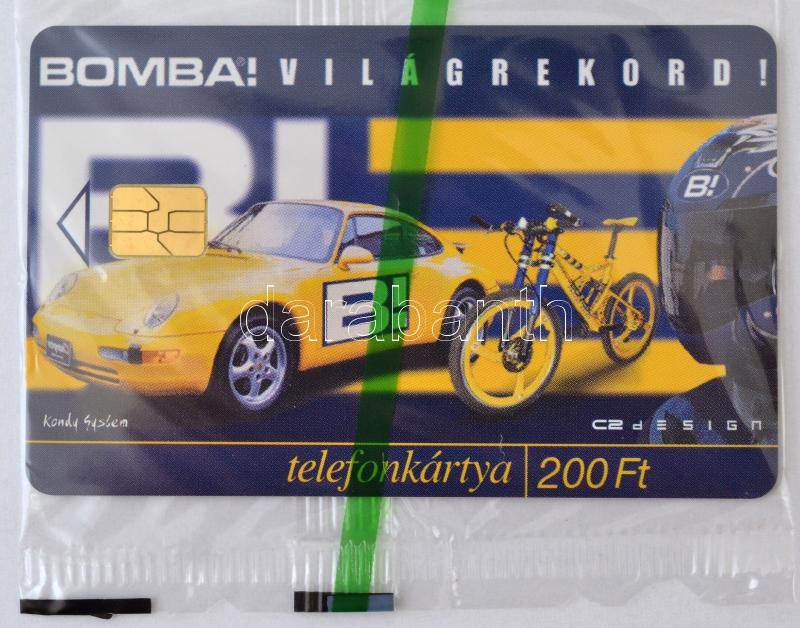 BOMBA!® VILÁGREKORD!
B!
B!
B!
darabanth
Kondy System
C2 DESIGN
telefonkártya | 200 Ft